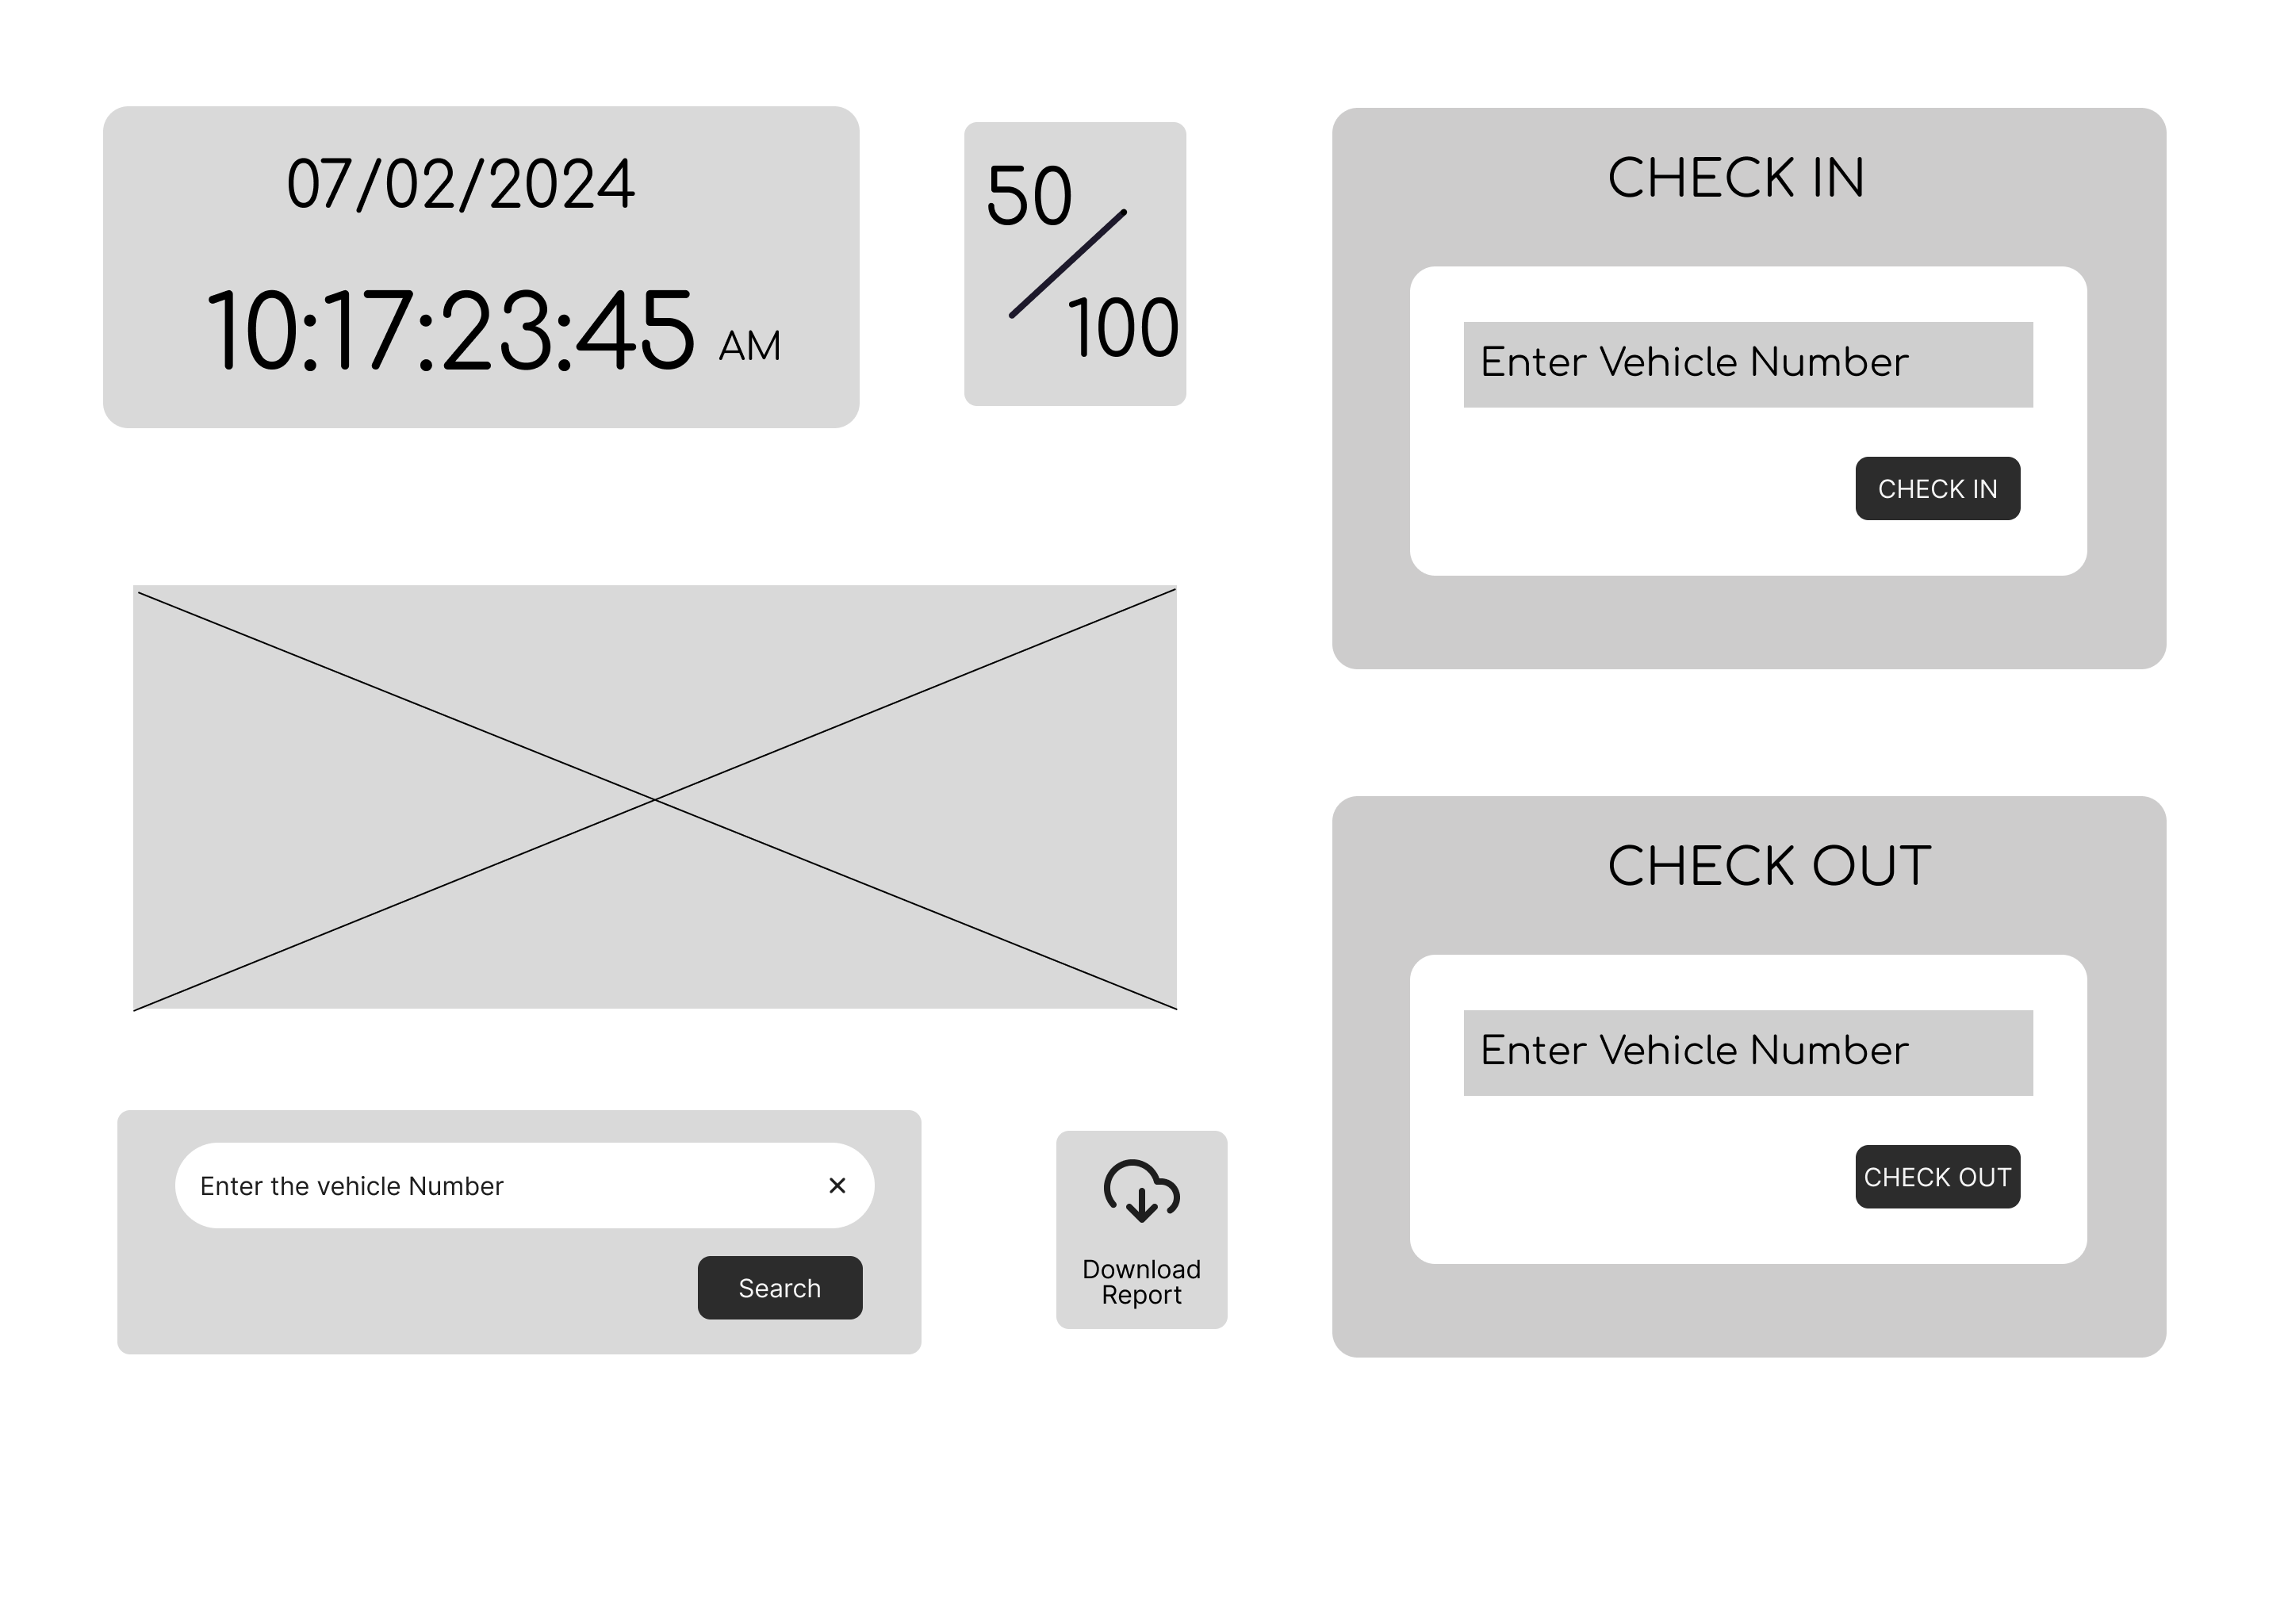 07/02/2024
10:17:23:45 AM
50
100
CHECK IN
Enter Vehicle Number
CHECK IN
CHECK OUT
Enter Vehicle Number
CHECK OUT
Enter the vehicle Number
Search
Download
Report